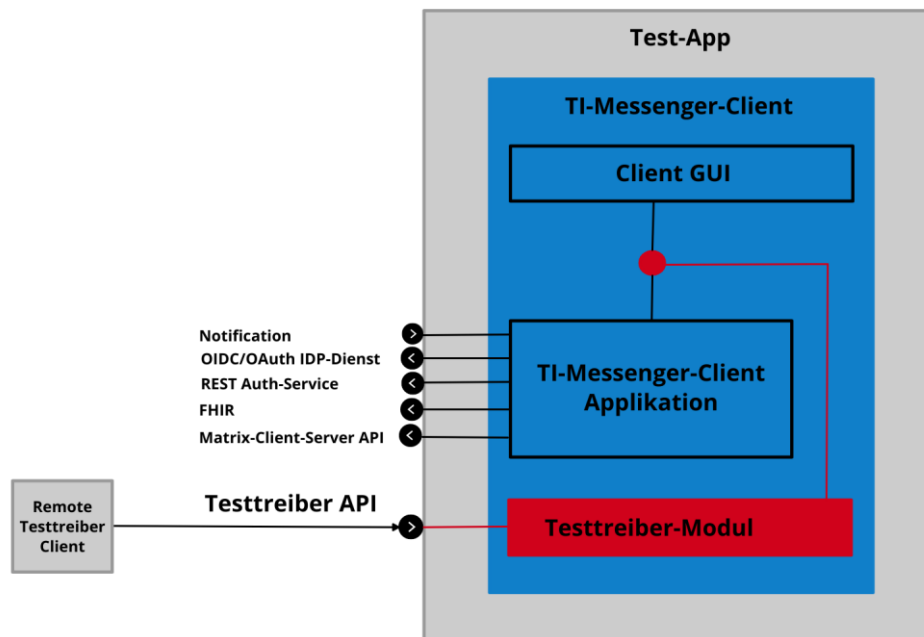 Test-App
TI-Messenger-Client
Client GUI
Notification
OIDC/OAuth IDP-Dienst
REST Auth-Service
FHIR
Matrix-Client-Server API
TI-Messenger-Client
Applikation
Remote
Testtreiber
Client
Testtreiber API
Testtreiber-Modul